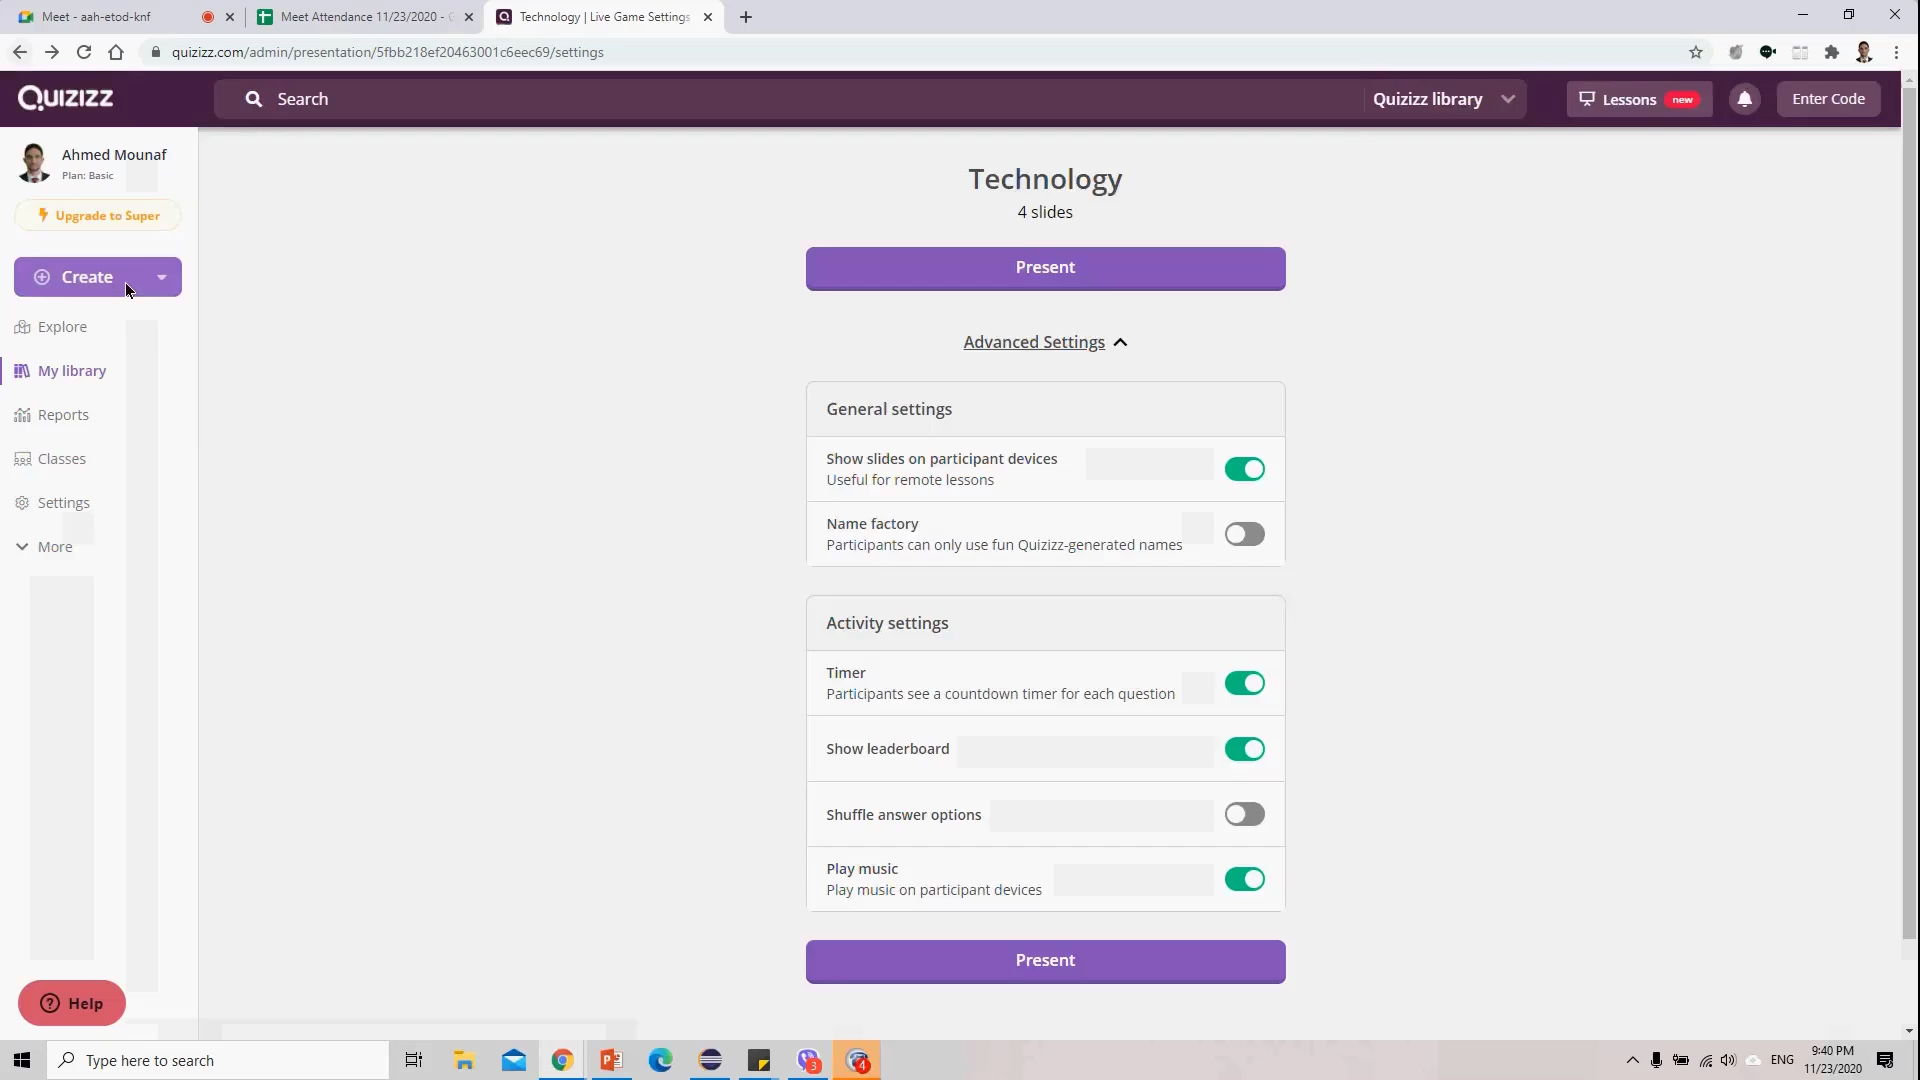 Meet - aah-etod-knf
Meet Attendance 11/23/2020 -
Technology | Live Game Settings
quizizz.com/admin/presentation/5fbb218ef20463001c6eec69/settings
QUIZIZZ
Search
Quizizz library
Lessons new
Enter Code
Ahmed Mounaf
Plan: Basic
Upgrade to Super
Create
Explore
My library
Reports
Classes
Settings
More
Help
Technology
4 slides
Present
Advanced Settings
General settings
Show slides on participant devices
Useful for remote lessons
Name factory
Participants can only use fun Quizizz-generated names
Activity settings
Timer
Participants see a countdown timer for each question
Show leaderboard
Shuffle answer options
Play music
Play music on participant devices
Present
Type here to search
3
4
ENG
9:40 PM
11/23/2020